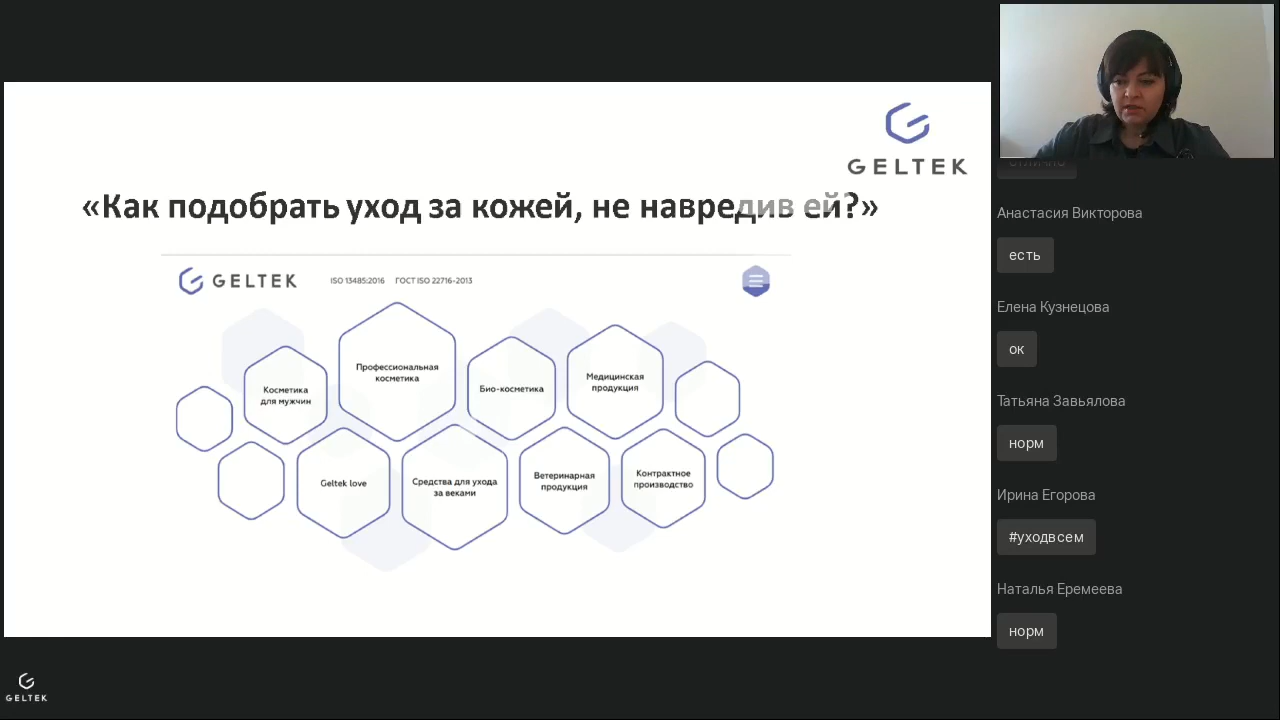 GELTEK
«Как подобрать уход за кожей, не навредив ей?»
GELTEK
ISO 13485:2016 ГОСТ ISO 22716-2013
Косметика
для мужчин
Профессиональная
косметика
Био-косметика
Медицинская
продукция
Geltek love
Средства для ухода
за веками
Ветеринарная
продукция
Контрактное
производство
GELTEK
отлично
Анастасия Викторова
есть
Елена Кузнецова
ок
Татьяна Завьялова
норм
Ирина Егорова
#уходвсем
Наталья Еремеева
норм